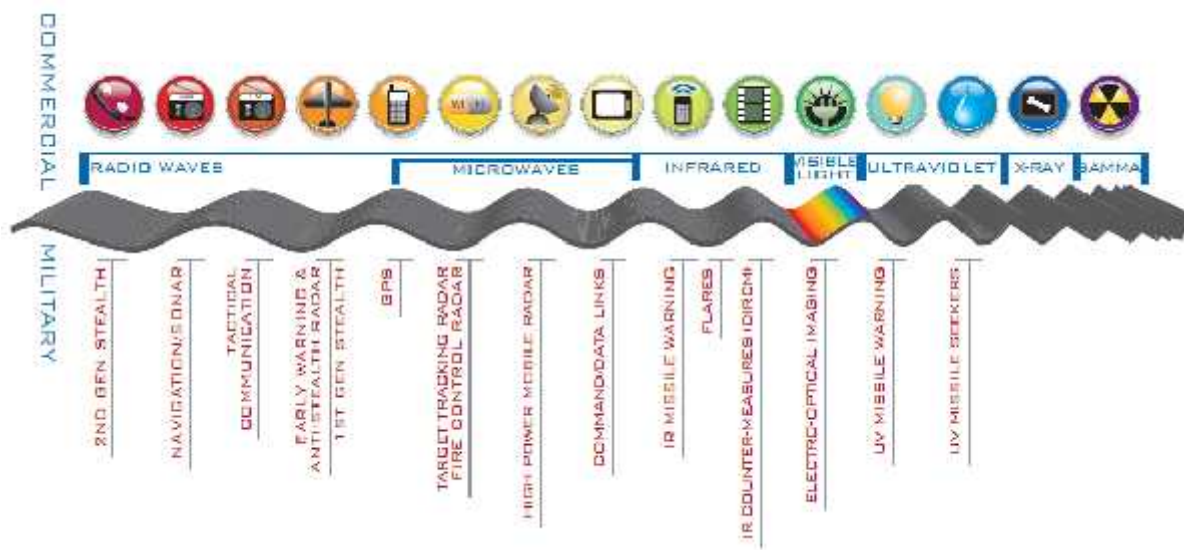 COMMERCIAL
WI-FI
RADIO WAVES
MICROWAVES
INFRARED
VISIBLE
LIGHT
ULTRAVIOLET
X-RAY
GAMMA
MILITARY
2ND GEN STEALTH
NAVIGATION/SONAR
TACTICAL
COMMUNICATION
EARLY WARNING &
ANTI-STEALTH RADAR
1ST GEN STEALTH
GPS
TARGET TRACKING RADAR
FIRE CONTROL RADAR
HIGH POWER MOBILE RADAR
COMMAND/DATA LINKS
IR MISSILE WARNING
FLARES
IR COUNTER-MEASURES (DIRCM)
ELECTRO-OPTICAL IMAGING
UV MISSILE WARNING
UV MISSILE SEEKERS